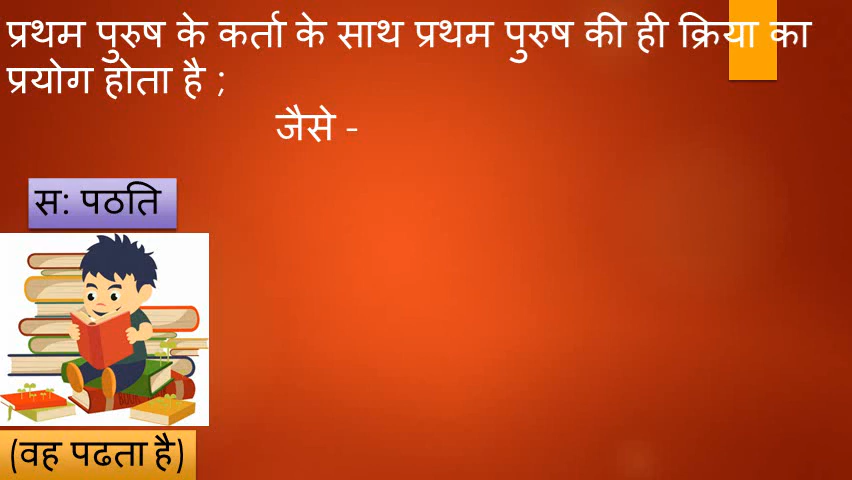 प्रथम पुरुष के कर्ता के साथ प्रथम पुरुष की ही क्रिया का
प्रयोग होता है ;
जैसे -
स: पठति
(वह पढता है)